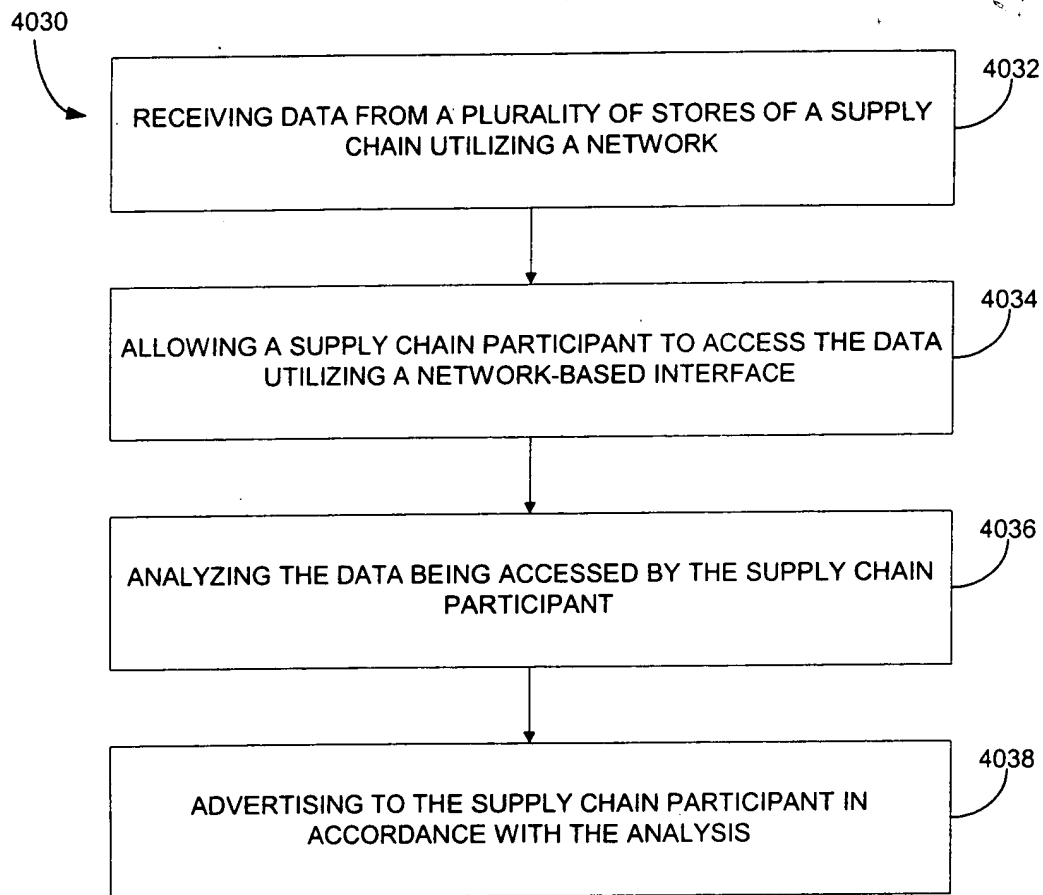 4030
4032
RECEIVING DATA FROM A PLURALITY OF STORES OF A SUPPLY
CHAIN UTILIZING A NETWORK
4034
ALLOWING A SUPPLY CHAIN PARTICIPANT TO ACCESS THE DATA
UTILIZING A NETWORK-BASED INTERFACE
4036
ANALYZING THE DATA BEING ACCESSED BY THE SUPPLY CHAIN
PARTICIPANT
4038
ADVERTISING TO THE SUPPLY CHAIN PARTICIPANT IN
ACCORDANCE WITH THE ANALYSIS